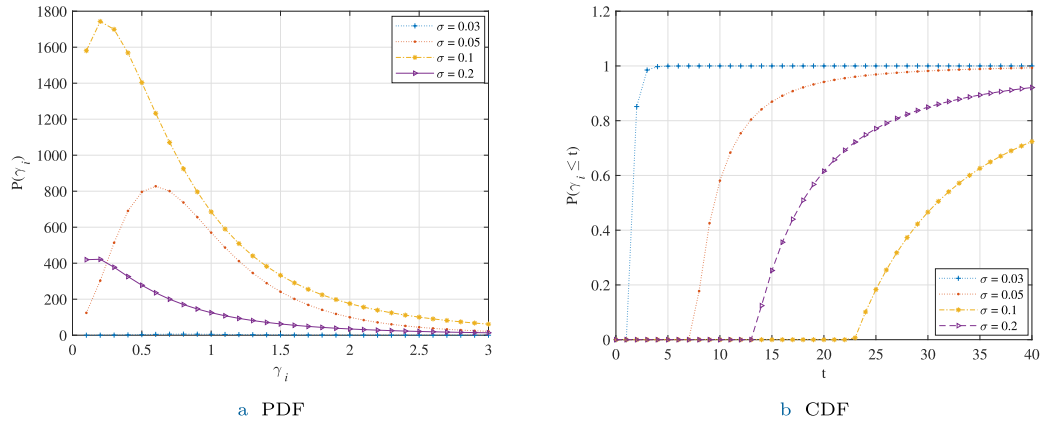 1800
1600
1400
1200
1000
800
600
400
200
0
P(γ_i)
σ = 0.03
σ = 0.05
σ = 0.1
σ = 0.2
0 0.5 1 1.5 2 2.5 3
γ_i
a PDF
1.2
1
0.8
0.6
0.4
0.2
0
P(γ_i ≤ t)
σ = 0.03
σ = 0.05
σ = 0.1
σ = 0.2
0 5 10 15 20 25 30 35 40
t
b CDF